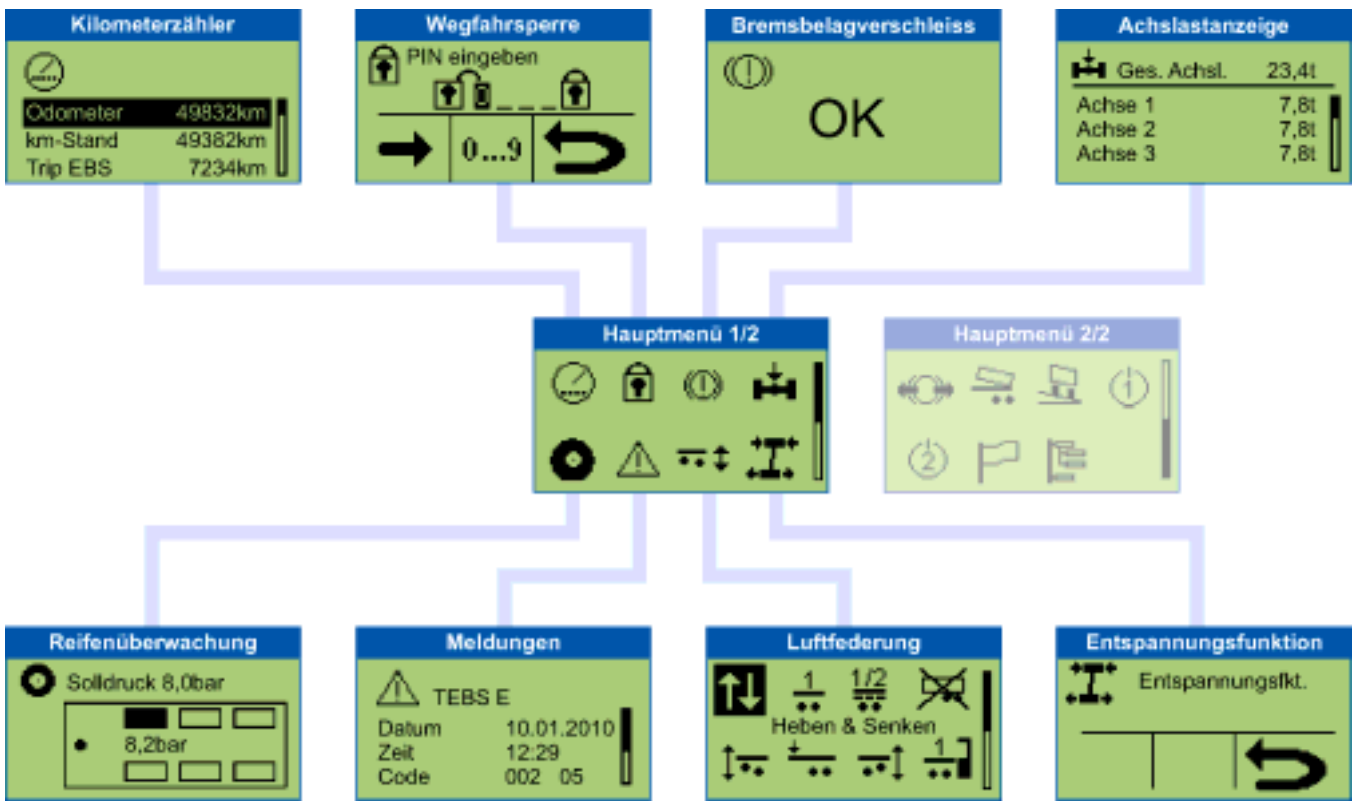 Kilometerzähler
Odometer 49832km
km-Stand 49382km
Trip EBS 7234km
Wegfahrsperre
PIN eingeben
_ _ _
0...9
Bremsbelagverschleiss
OK
Achslastanzeige
Ges. Achsl. 23,4t
Achse 1 7,8t
Achse 2 7,8t
Achse 3 7,8t
Hauptmenü 1/2
Hauptmenü 2/2
1
2
Reifenüberwachung
Solldruck 8,0bar
8,2bar
Meldungen
TEBS E
Datum 10.01.2010
Zeit 12:29
Code 002 05
Luftfederung
1 1/2
Heben & Senken
1
Entspannungsfunktion
Entspannungsfkt.